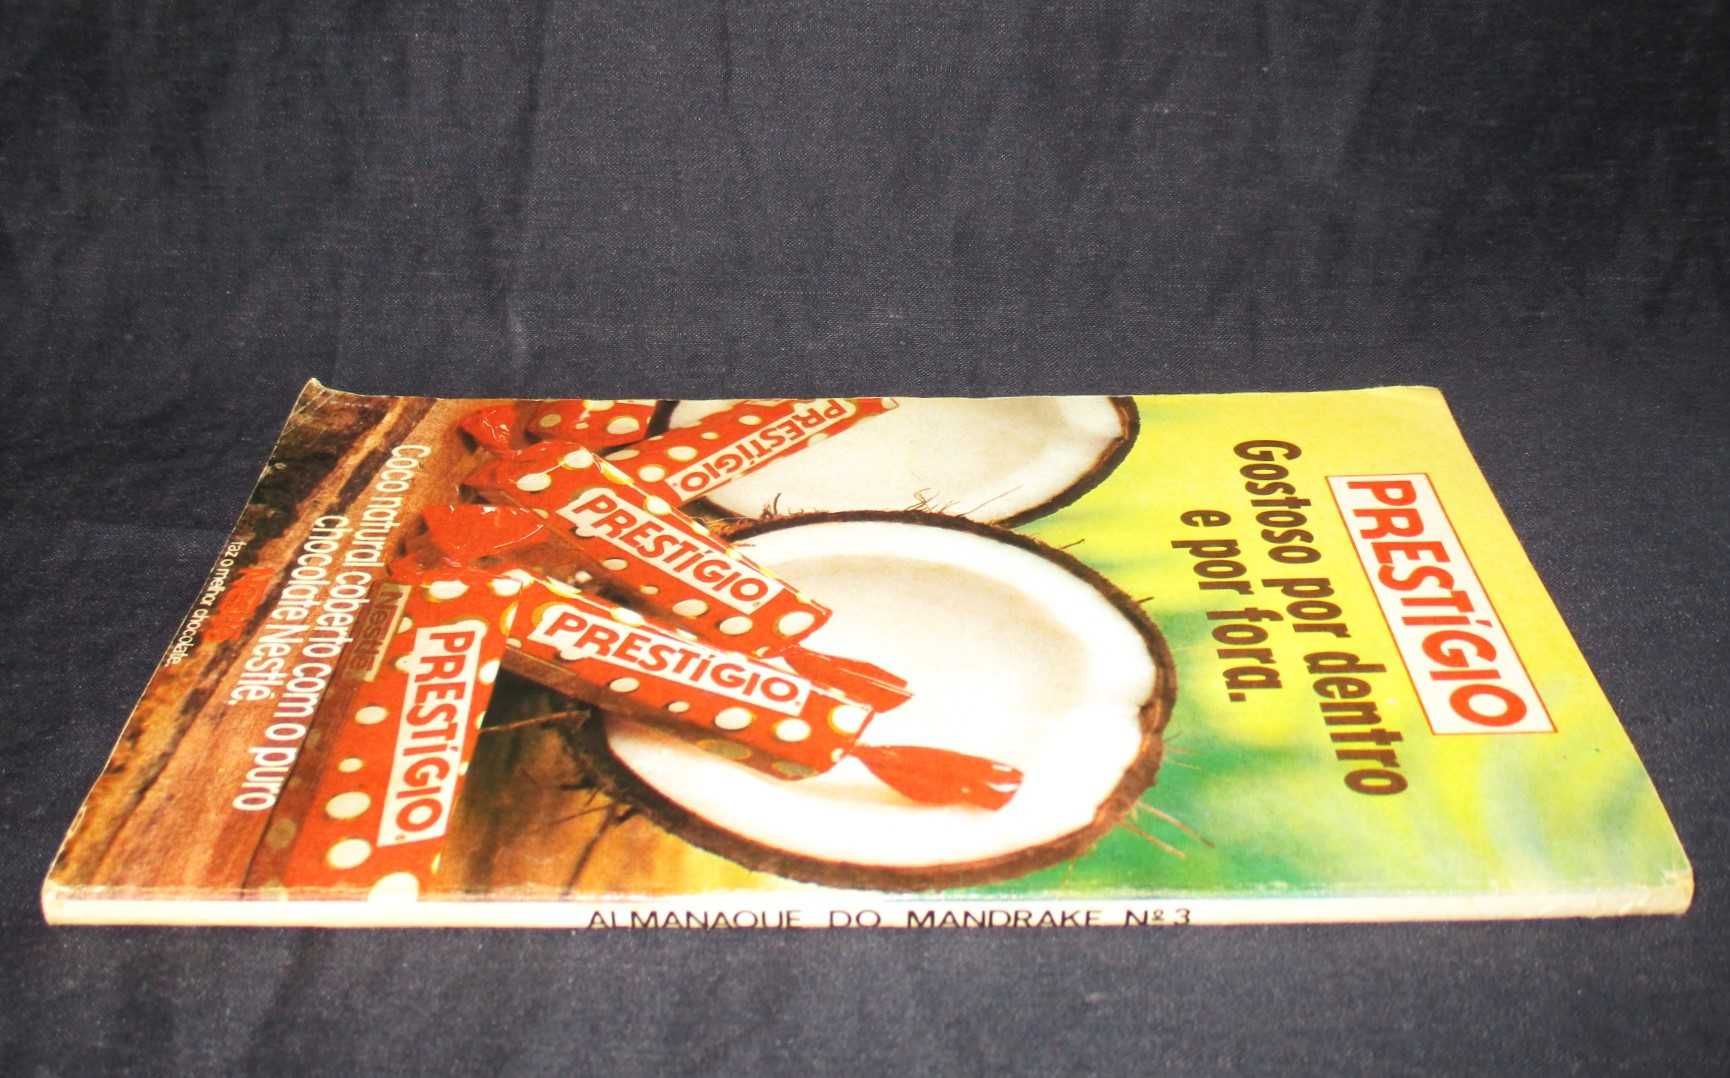 PRESTÍGIO
Gostoso por dentro
e por fora.
PRESTÍGIO
PRESTÍGIO
PRESTÍGIO
PRESTÍGIO
Nestlé
Coco natural coberto com o puro
chocolate Nestlé.
faz o melhor chocolate.
ALMANAQUE DO MANDRAKE Nº 3